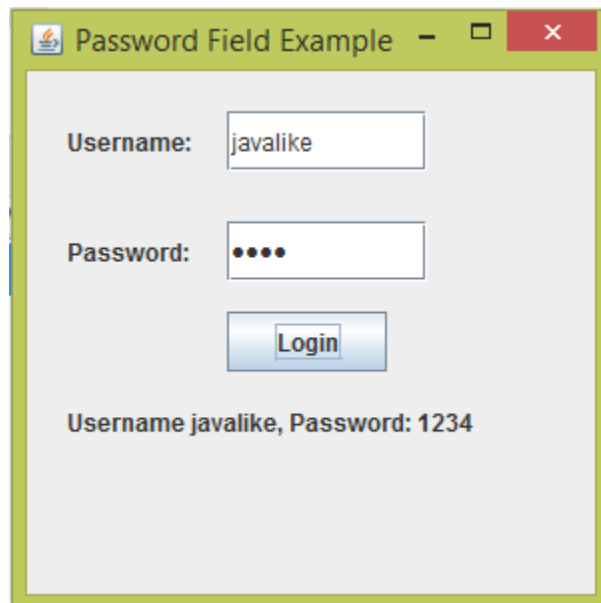 Password Field Example
Username: javalike
Password: ••••
Login
Username javalike, Password: 1234